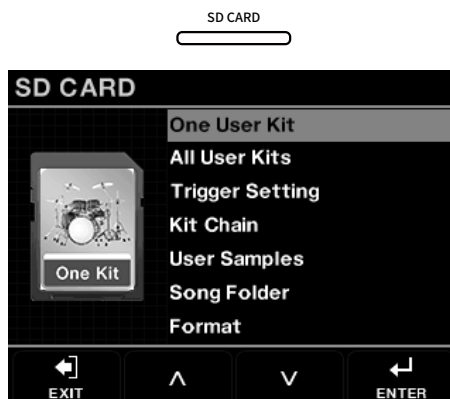 SD CARD
SD CARD
One User Kit
All User Kits
Trigger Setting
Kit Chain
User Samples
Song Folder
Format
One Kit
EXIT
ENTER